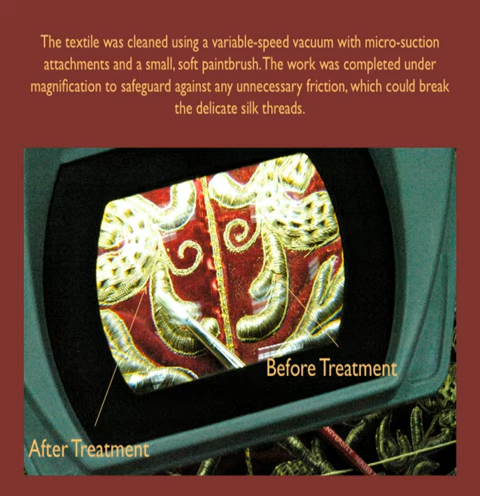 The textile was cleaned using a variable-speed vacuum with micro-suction
attachments and a small, soft paintbrush. The work was completed under
magnification to safeguard against any unnecessary friction, which could break
the delicate silk threads.
Before Treatment
After Treatment